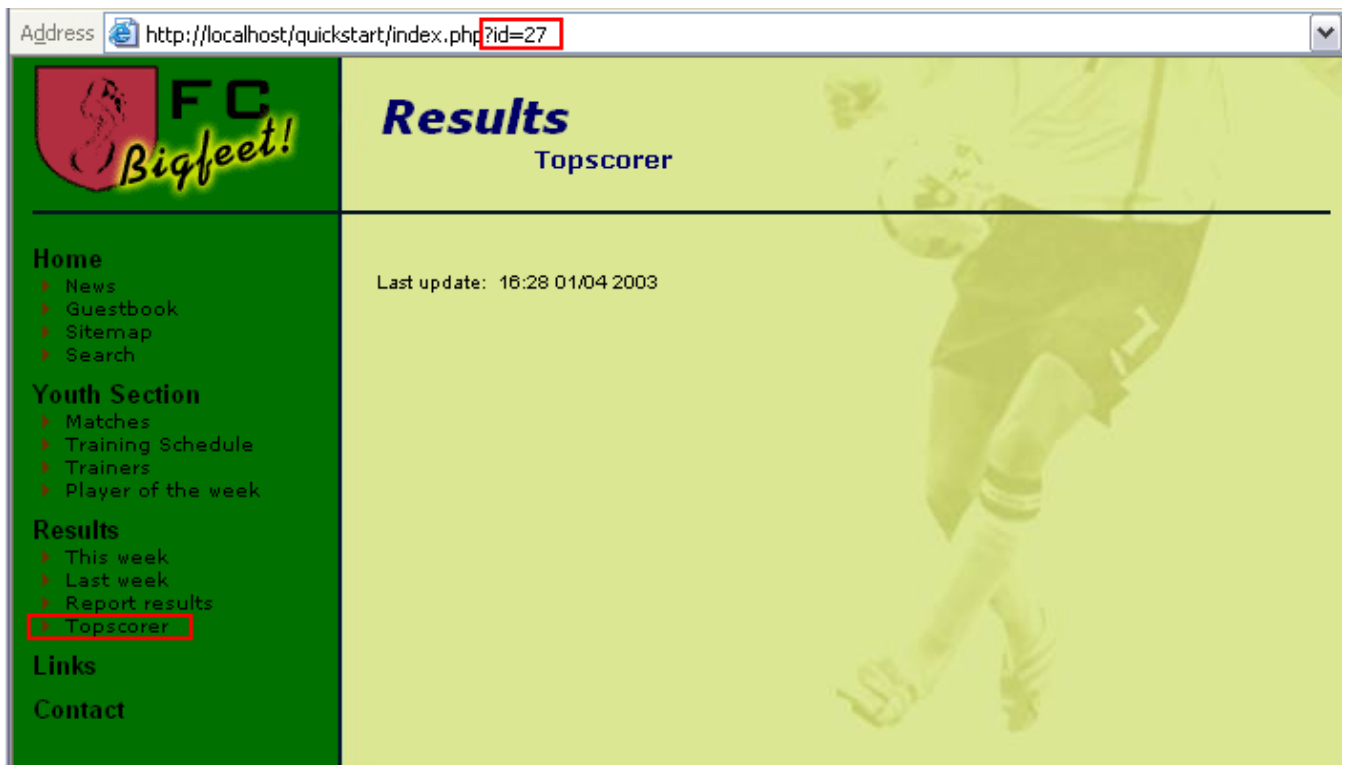 Address http://localhost/quickstart/index.php?id=27
FC
Bigfeet!
Results
Topscorer
Home
News
Guestbook
Sitemap
Search
Youth Section
Matches
Training Schedule
Trainers
Player of the week
Results
This week
Last week
Report results
Topscorer
Links
Contact
Last update: 16:28 01/04 2003